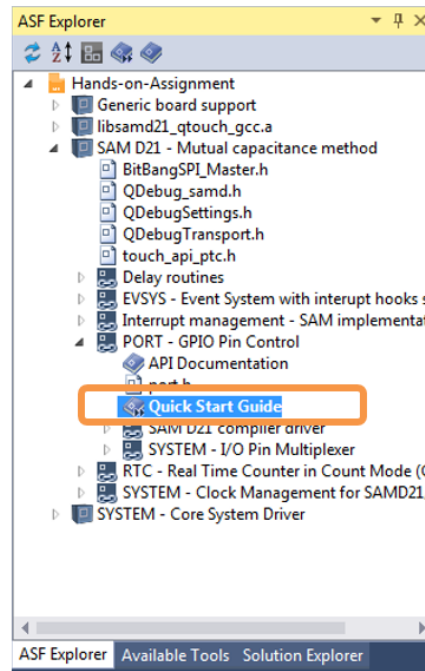 ASF Explorer
Hands-on-Assignment
Generic board support
libsamd21_qtouch_gcc.a
SAM D21 - Mutual capacitance method
BitBangSPI_Master.h
QDebug_samd.h
QDebugSettings.h
QDebugTransport.h
touch_api_ptc.h
Delay routines
EVSYS - Event System with interupt hooks s
Interrupt management - SAM implementat
PORT - GPIO Pin Control
API Documentation
port.h
Quick Start Guide
SAM D21 compiler driver
SYSTEM - I/O Pin Multiplexer
RTC - Real Time Counter in Count Mode (C
SYSTEM - Clock Management for SAMD21,
SYSTEM - Core System Driver
ASF Explorer Available Tools Solution Explorer